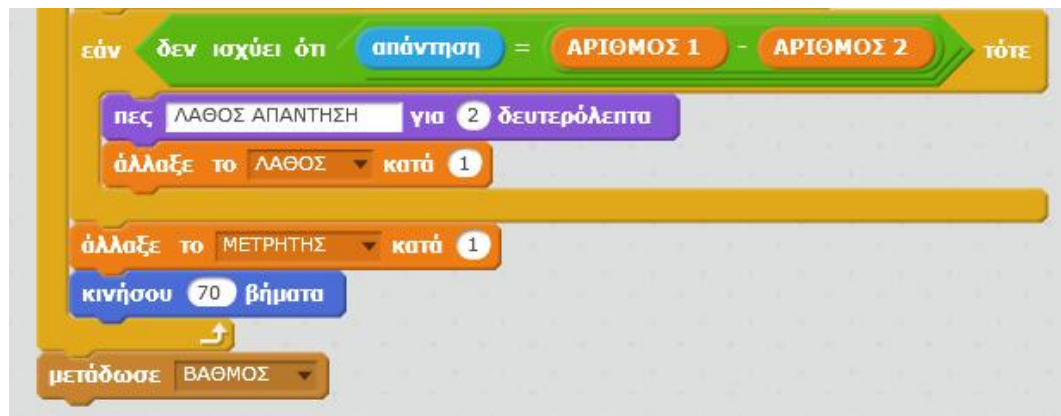 εάν δεν ισχύει ότι απάντηση = ΑΡΙΘΜΟΣ 1 - ΑΡΙΘΜΟΣ 2 τότε
πες ΛΑΘΟΣ ΑΠΑΝΤΗΣΗ για 2 δευτερόλεπτα
άλλαξε το ΛΑΘΟΣ κατά 1
άλλαξε το ΜΕΤΡΗΤΗΣ κατά 1
κινήσου 70 βήματα
μετάδωσε ΒΑΘΜΟΣ